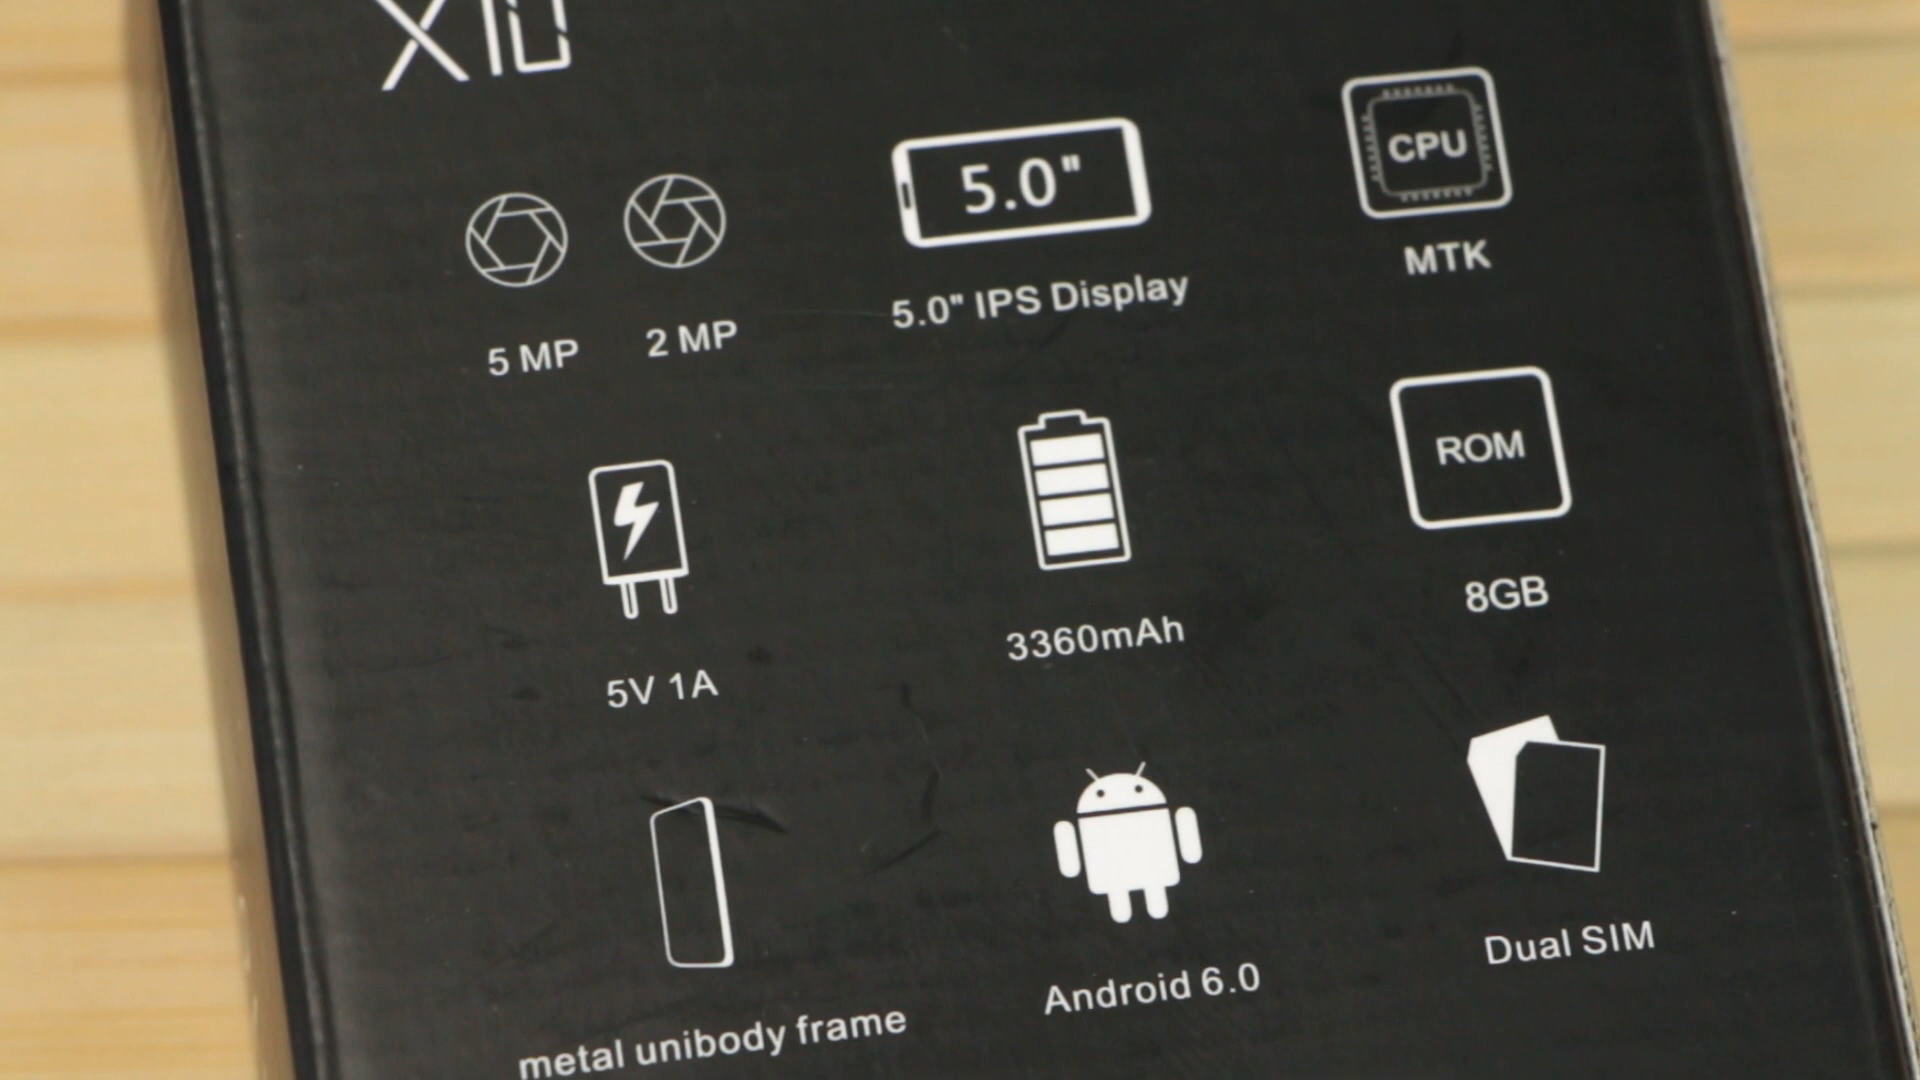 X10
5.0"
CPU
5 MP
2 MP
5.0" IPS Display
MTK
ROM
5V 1A
3360mAh
8GB
metal unibody frame
Android 6.0
Dual SIM